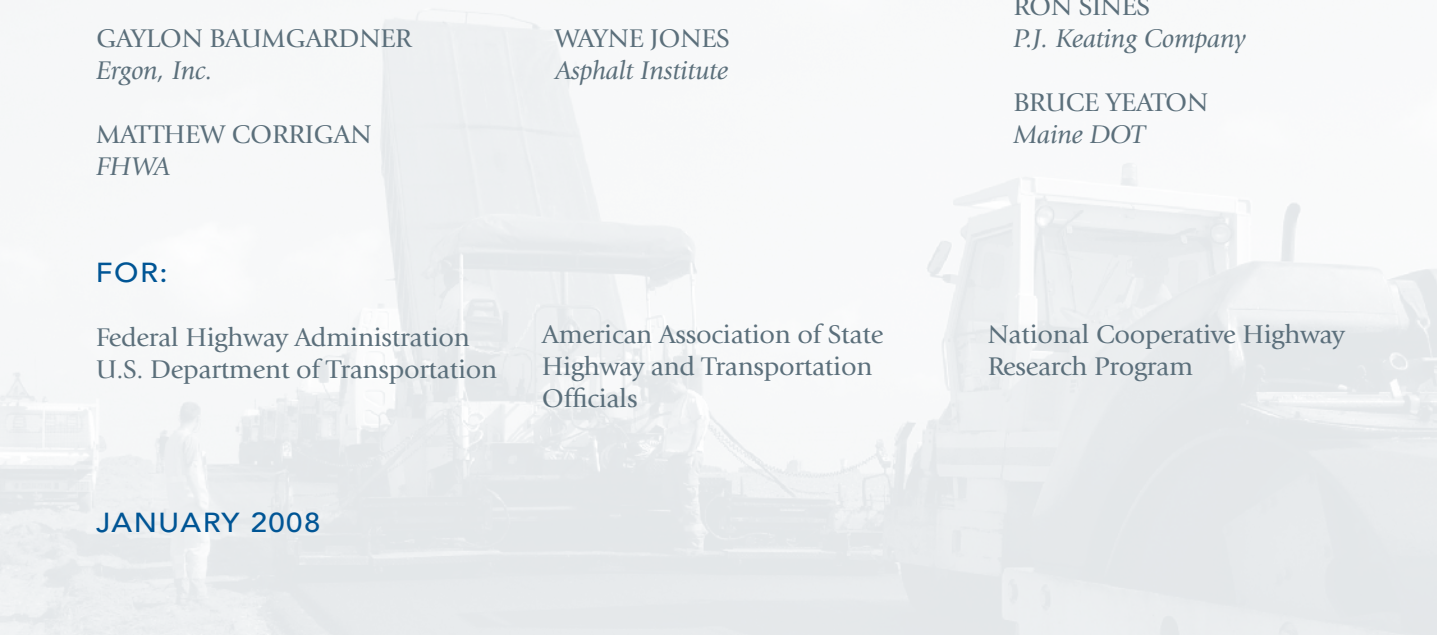 GAYLON BAUMGARDNER
Ergon, Inc.
MATTHEW CORRIGAN
FHWA
WAYNE JONES
Asphalt Institute
RON SINES
P.J. Keating Company
BRUCE YEATON
Maine DOT
FOR:
Federal Highway Administration
U.S. Department of Transportation
American Association of State
Highway and Transportation
Officials
National Cooperative Highway
Research Program
JANUARY 2008